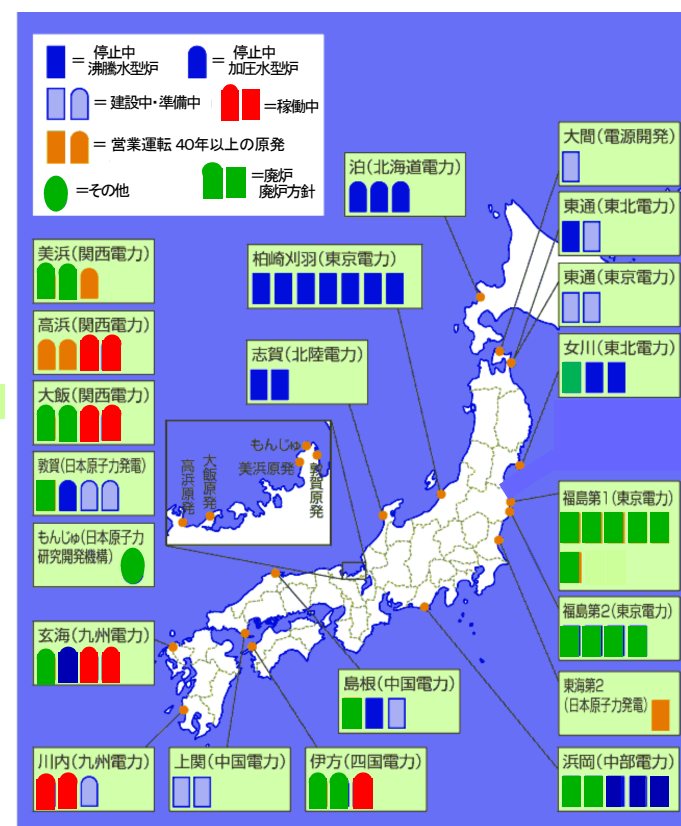 = 停止中
沸騰水型炉
= 停止中
加圧水型炉
= 建設中・準備中
=稼働中
= 営業運転 40年以上の原発
=その他
=廃炉
廃炉方針
大間(電源開発)
泊(北海道電力)
東通(東北電力)
美浜(関西電力)
柏崎刈羽(東京電力)
東通(東京電力)
高浜(関西電力)
志賀(北陸電力)
女川(東北電力)
大飯(関西電力)
敦賀(日本原子力発電)
もんじゅ
美浜原発
高浜原発
大飯原発
敦賀原発
福島第1(東京電力)
もんじゅ(日本原子力
研究開発機構)
福島第2(東京電力)
玄海(九州電力)
島根(中国電力)
東海第2
(日本原子力発電)
川内(九州電力)
上関(中国電力)
伊方(四国電力)
浜岡(中部電力)